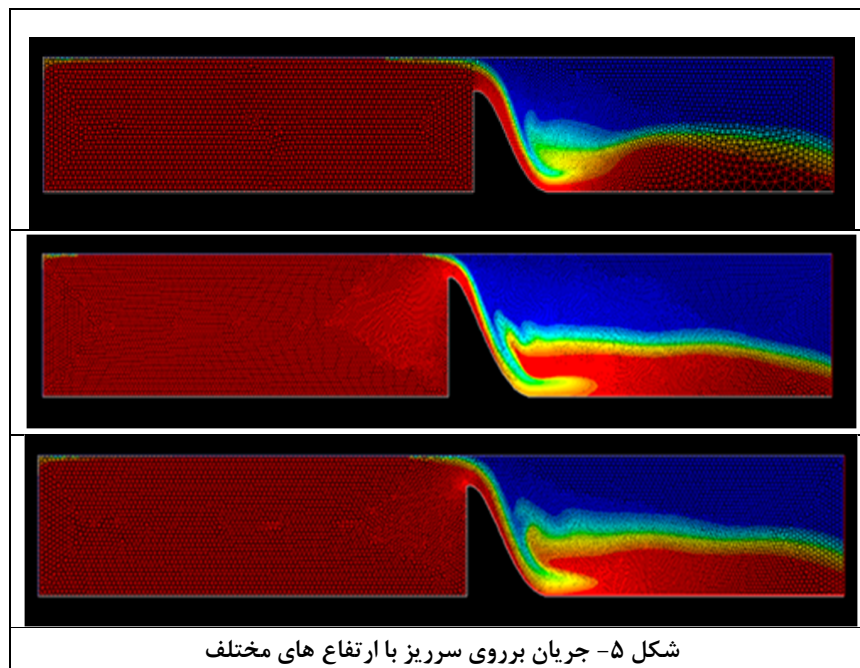 شکل ۵- جریان برروی سرریز با ارتفاع های مختلف